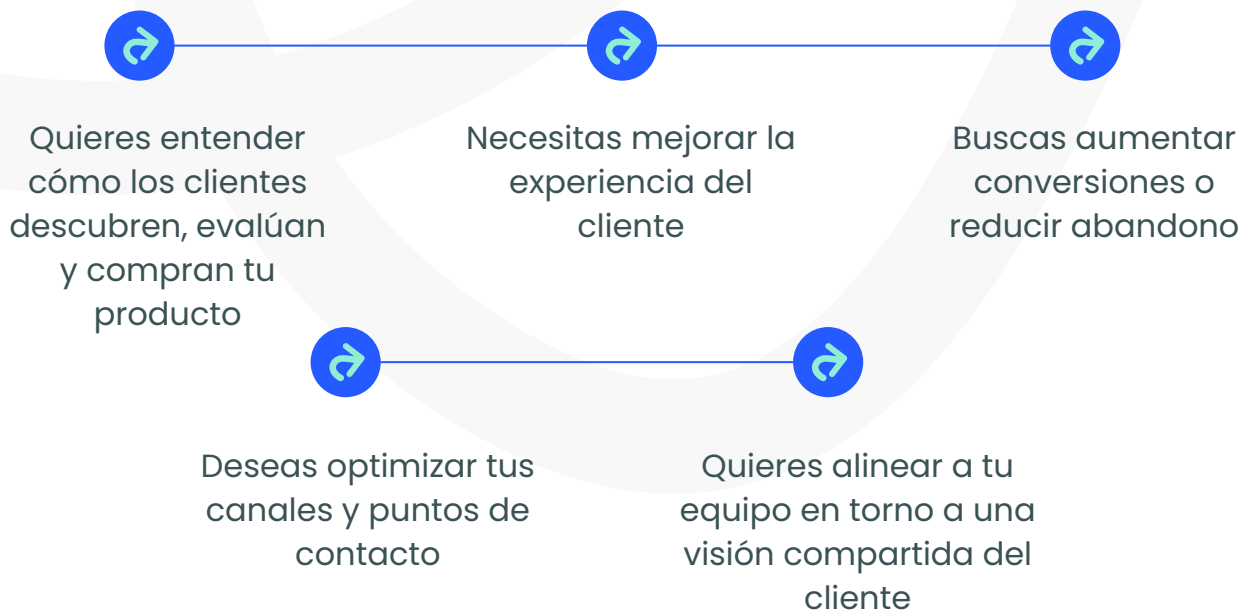 Quieres entender
cómo los clientes
descubren, evalúan
y compran tu
producto
Necesitas mejorar la
experiencia del
cliente
Buscas aumentar
conversiones o
reducir abandono
Deseas optimizar tus
canales y puntos de
contacto
Quieres alinear a tu
equipo en torno a una
visión compartida del
cliente